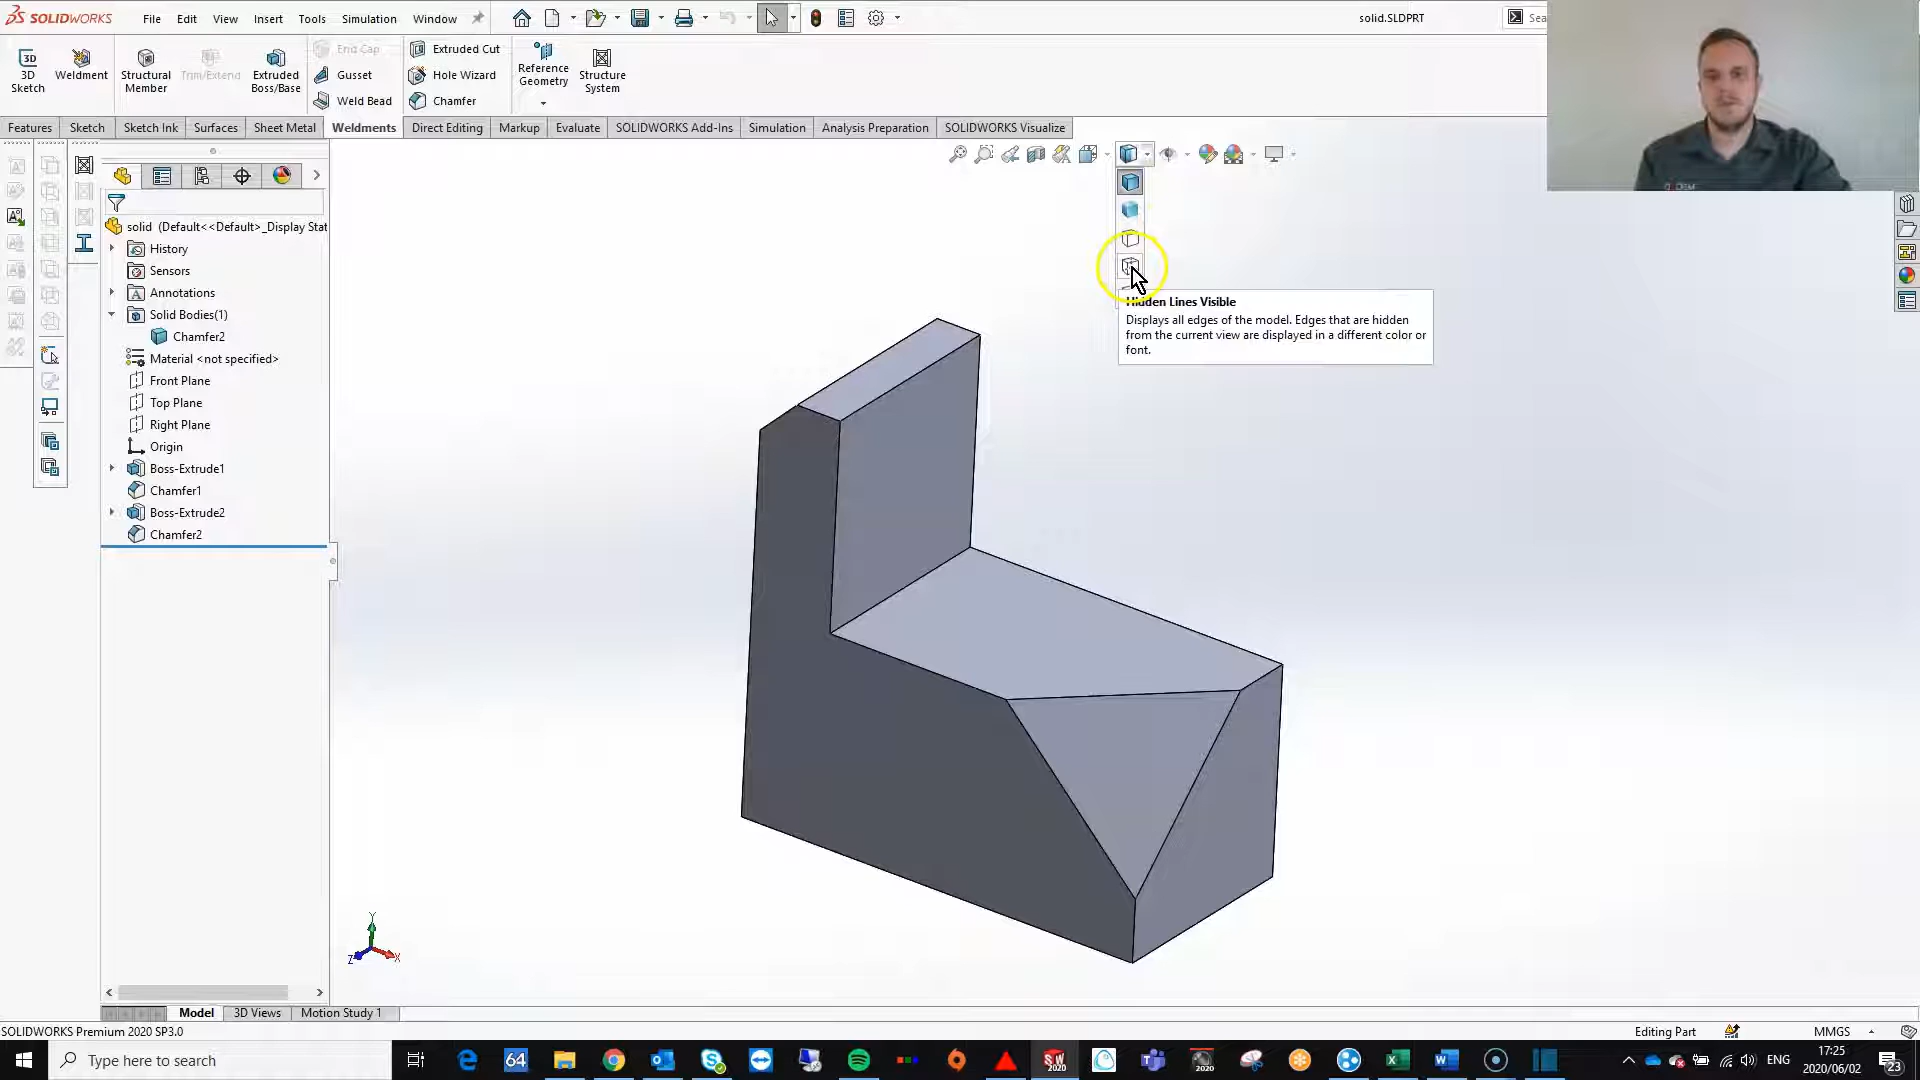 SOLIDWORKS
File Edit View Insert Tools Simulation Window
solid.SLDPRT
Sea
3D Sketch
Weldment
Structural Member
Trim/Extend
Extruded Boss/Base
End Cap
Gusset
Weld Bead
Extruded Cut
Hole Wizard
Chamfer
Reference Geometry
Structure System
Features Sketch Sketch Ink Surfaces Sheet Metal Weldments Direct Editing Markup Evaluate SOLIDWORKS Add-Ins Simulation Analysis Preparation SOLIDWORKS Visualize
solid (Default<<Default>_Display Stat
History
Sensors
Annotations
Solid Bodies(1)
Chamfer2
Material <not specified>
Front Plane
Top Plane
Right Plane
Origin
Boss-Extrude1
Chamfer1
Boss-Extrude2
Chamfer2
Hidden Lines Visible
Displays all edges of the model. Edges that are hidden
from the current view are displayed in a different color or
font.
Y
Z
X
Model 3D Views Motion Study 1
SOLIDWORKS Premium 2020 SP3.0
Editing Part
MMGS
Type here to search
64
SW 2020
2020
ENG
17:25
2020/06/02
23